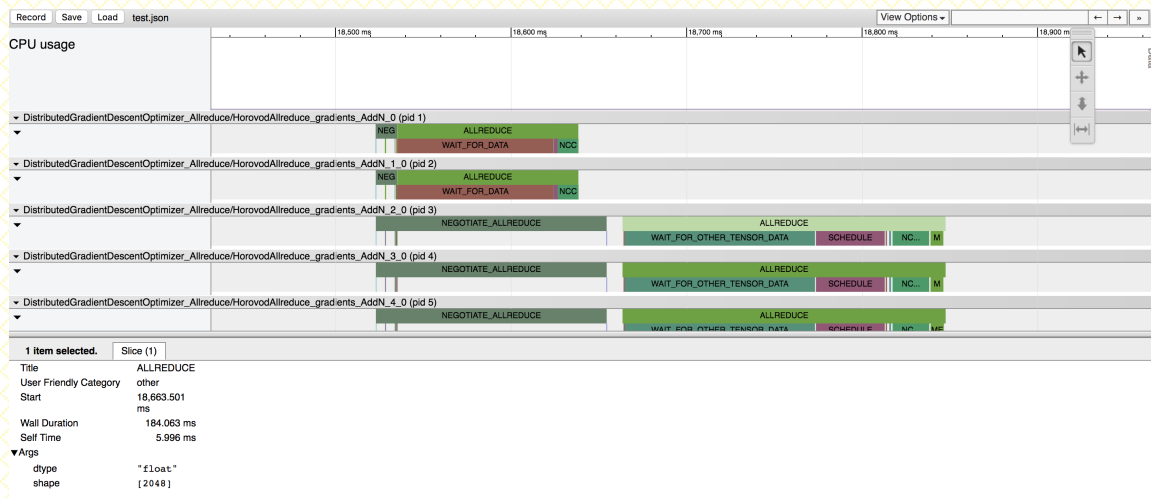 Record Save Load test.json View Options ▾ ← → »
CPU usage
18,500 ms 18,600 ms 18,700 ms 18,800 ms 18,900 m
DistributedGradientDescentOptimizer_Allreduce/HorovodAllreduce_gradients_AddN_0 (pid 1)
NEG ALLREDUCE
WAIT_FOR_DATA NCC
DistributedGradientDescentOptimizer_Allreduce/HorovodAllreduce_gradients_AddN_1_0 (pid 2)
NEG ALLREDUCE
WAIT_FOR_DATA NCC
DistributedGradientDescentOptimizer_Allreduce/HorovodAllreduce_gradients_AddN_2_0 (pid 3)
NEGOTIATE_ALLREDUCE ALLREDUCE
WAIT_FOR_OTHER_TENSOR_DATA SCHEDULE NC... M
DistributedGradientDescentOptimizer_Allreduce/HorovodAllreduce_gradients_AddN_3_0 (pid 4)
NEGOTIATE_ALLREDUCE ALLREDUCE
WAIT_FOR_OTHER_TENSOR_DATA SCHEDULE NC... M
DistributedGradientDescentOptimizer_Allreduce/HorovodAllreduce_gradients_AddN_4_0 (pid 5)
NEGOTIATE_ALLREDUCE ALLREDUCE
WAIT_FOR_OTHER_TENSOR_DATA SCHEDULE NC ME
1 item selected. Slice (1)
Title ALLREDUCE
User Friendly Category other
Start 18,663.501
ms
Wall Duration 184.063 ms
Self Time 5.996 ms
▼Args
dtype "float"
shape [2048]